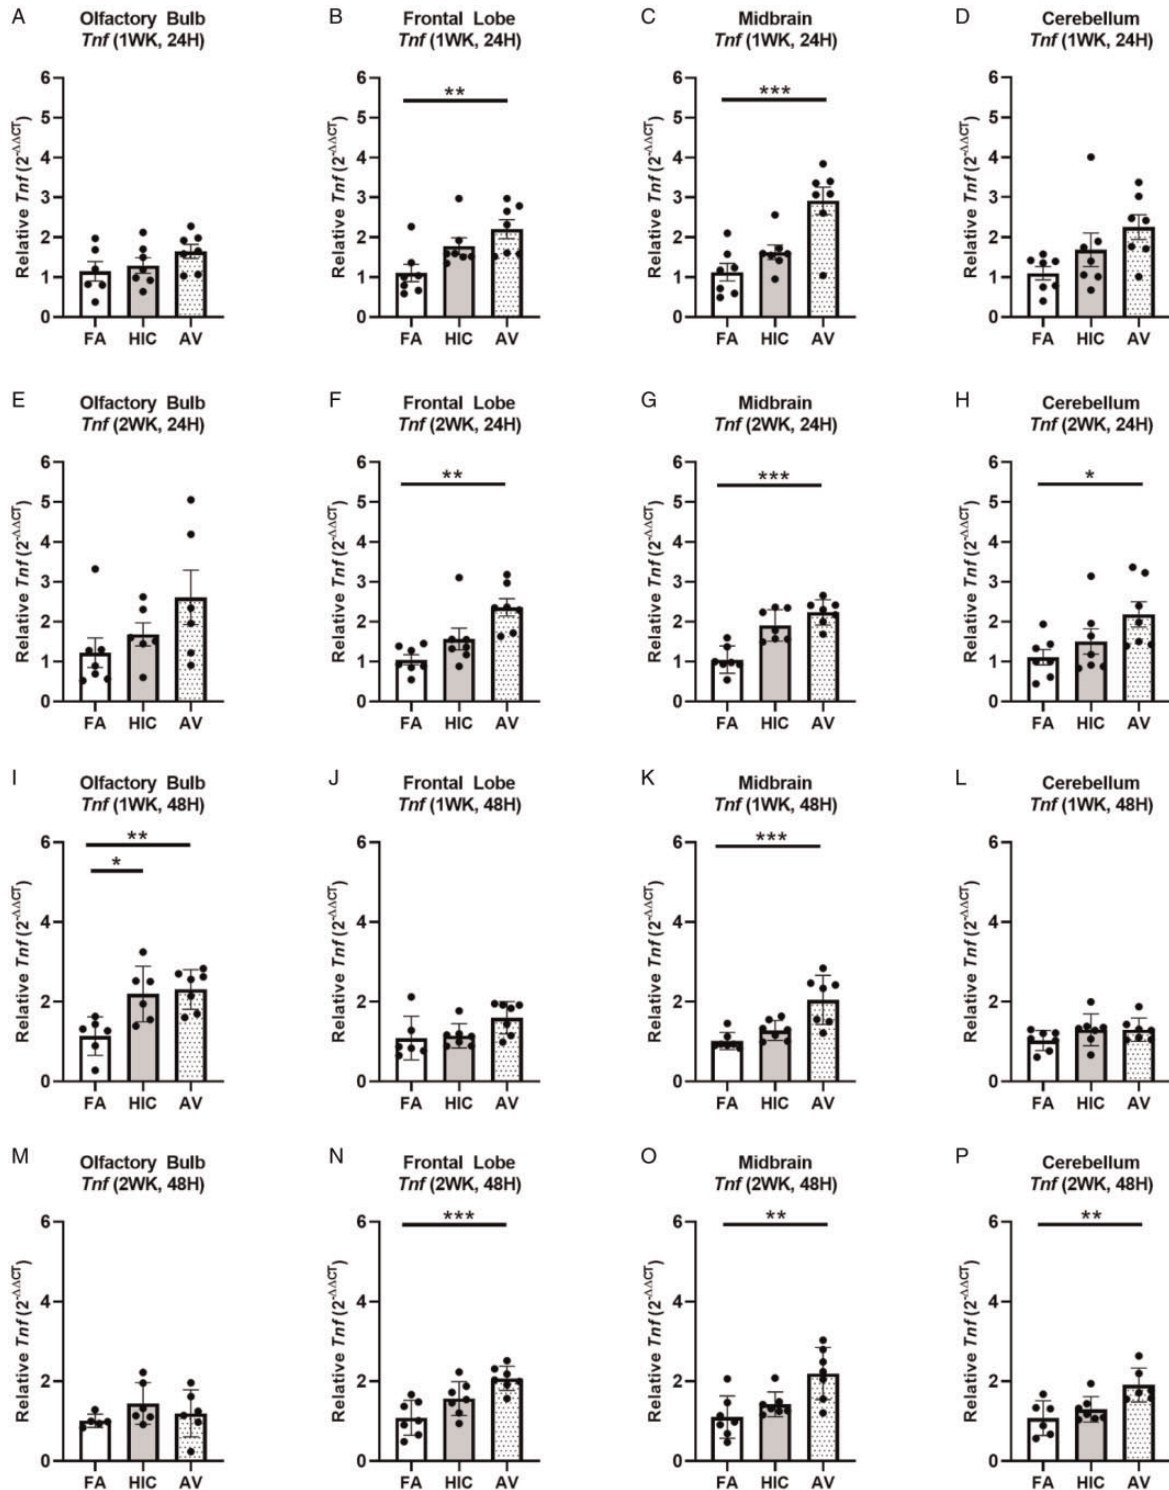 A
Olfactory Bulb
Tnf (1WK, 24H)
Relative Tnf (2^-ΔΔCT)
6
5
4
3
2
1
0
FA HIC AV
B
Frontal Lobe
Tnf (1WK, 24H)
Relative Tnf (2^-ΔΔCT)
**
6
5
4
3
2
1
0
FA HIC AV
C
Midbrain
Tnf (1WK, 24H)
Relative Tnf (2^-ΔΔCT)
***
6
5
4
3
2
1
0
FA HIC AV
D
Cerebellum
Tnf (1WK, 24H)
Relative Tnf (2^-ΔΔCT)
6
5
4
3
2
1
0
FA HIC AV
E
Olfactory Bulb
Tnf (2WK, 24H)
Relative Tnf (2^-ΔΔCT)
6
5
4
3
2
1
0
FA HIC AV
F
Frontal Lobe
Tnf (2WK, 24H)
Relative Tnf (2^-ΔΔCT)
**
6
5
4
3
2
1
0
FA HIC AV
G
Midbrain
Tnf (2WK, 24H)
Relative Tnf (2^-ΔΔCT)
***
6
5
4
3
2
1
0
FA HIC AV
H
Cerebellum
Tnf (2WK, 24H)
Relative Tnf (2^-ΔΔCT)
*
6
5
4
3
2
1
0
FA HIC AV
I
Olfactory Bulb
Tnf (1WK, 48H)
Relative Tnf (2^-ΔΔCT)
**
*
6
4
2
0
FA HIC AV
J
Frontal Lobe
Tnf (1WK, 48H)
Relative Tnf (2^-ΔΔCT)
6
4
2
0
FA HIC AV
K
Midbrain
Tnf (1WK, 48H)
Relative Tnf (2^-ΔΔCT)
***
6
4
2
0
FA HIC AV
L
Cerebellum
Tnf (1WK, 48H)
Relative Tnf (2^-ΔΔCT)
6
4
2
0
FA HIC AV
M
Olfactory Bulb
Tnf (2WK, 48H)
Relative Tnf (2^-ΔΔCT)
6
4
2
0
FA HIC AV
N
Frontal Lobe
Tnf (2WK, 48H)
Relative Tnf (2^-ΔΔCT)
***
6
4
2
0
FA HIC AV
O
Midbrain
Tnf (2WK, 48H)
Relative Tnf (2^-ΔΔCT)
**
6
4
2
0
FA HIC AV
P
Cerebellum
Tnf (2WK, 48H)
Relative Tnf (2^-ΔΔCT)
**
6
4
2
0
FA HIC AV